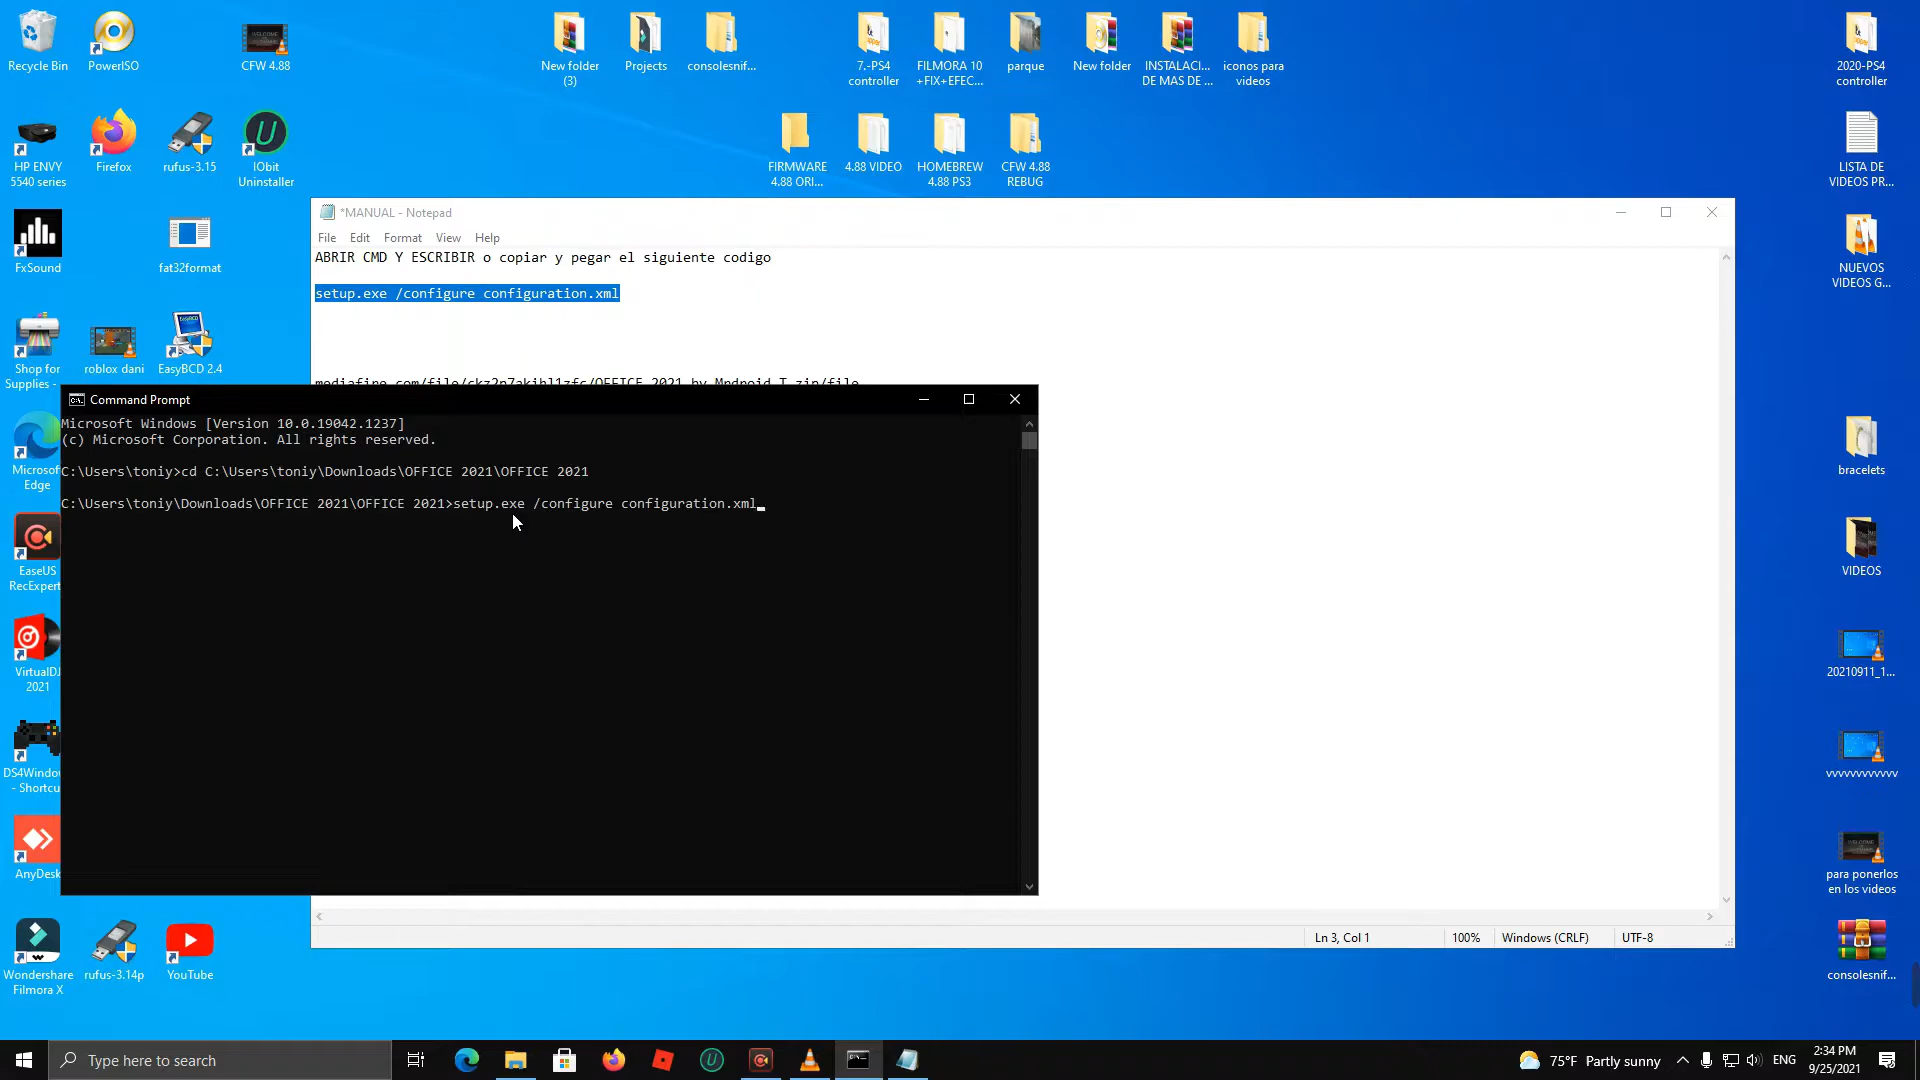 Recycle Bin
PowerISO
CFW 4.88
New folder
(3)
Projects
consolesnif...
7.-PS4
controller
FILMORA 10
+FIX+EFEC...
parque
New folder
INSTALACI...
DE MAS DE ...
iconos para
videos
2020-PS4
controller
HP ENVY
5540 series
Firefox
rufus-3.15
IObit
Uninstaller
FIRMWARE
4.88 ORI...
4.88 VIDEO
HOMEBREW
4.88 PS3
CFW 4.88
REBUG
LISTA DE
VIDEOS PR...
FxSound
fat32format
NUEVOS
VIDEOS G...
Shop for
Supplies -
roblox dani
EasyBCD 2.4
*MANUAL - Notepad
File Edit Format View Help
ABRIR CMD Y ESCRIBIR o copiar y pegar el siguiente codigo
setup.exe /configure configuration.xml
Command Prompt
Microsoft Windows [Version 10.0.19042.1237]
(c) Microsoft Corporation. All rights reserved.
C:\Users\toniy>cd C:\Users\toniy\Downloads\OFFICE 2021\OFFICE 2021
C:\Users\toniy\Downloads\OFFICE 2021\OFFICE 2021>setup.exe /configure configuration.xml
Microsoft
Edge
bracelets
EaseUS
RecExpert
VIDEOS
VirtualDJ
2021
20210911_1...
DS4Windo
- Shortcu
vvvvvvvvvvvv
AnyDesk
para ponerlos
en los videos
Wondershare
Filmora X
rufus-3.14p
YouTube
consolesnif...
Ln 3, Col 1 100% Windows (CRLF) UTF-8
Type here to search
75°F Partly sunny
ENG
2:34 PM
9/25/2021